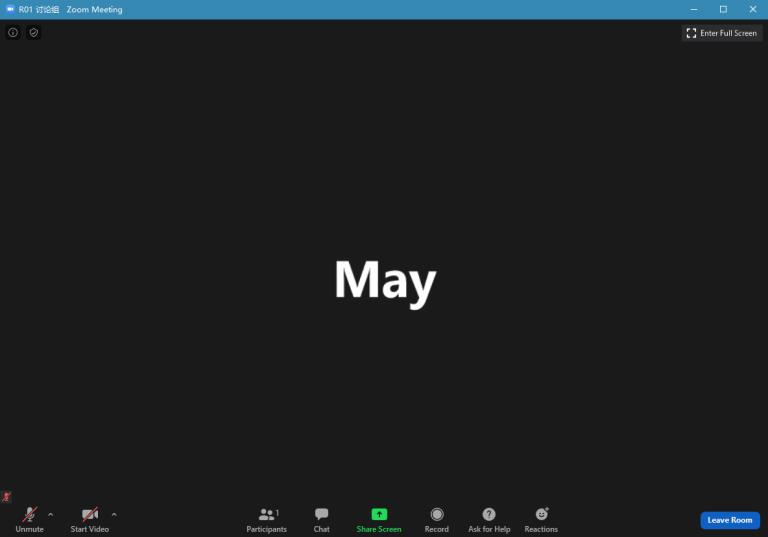 R01 讨论组 Zoom Meeting
Enter Full Screen
May
Unmute
Start Video
1
Participants
Chat
Share Screen
Record
Ask for Help
Reactions
Leave Room